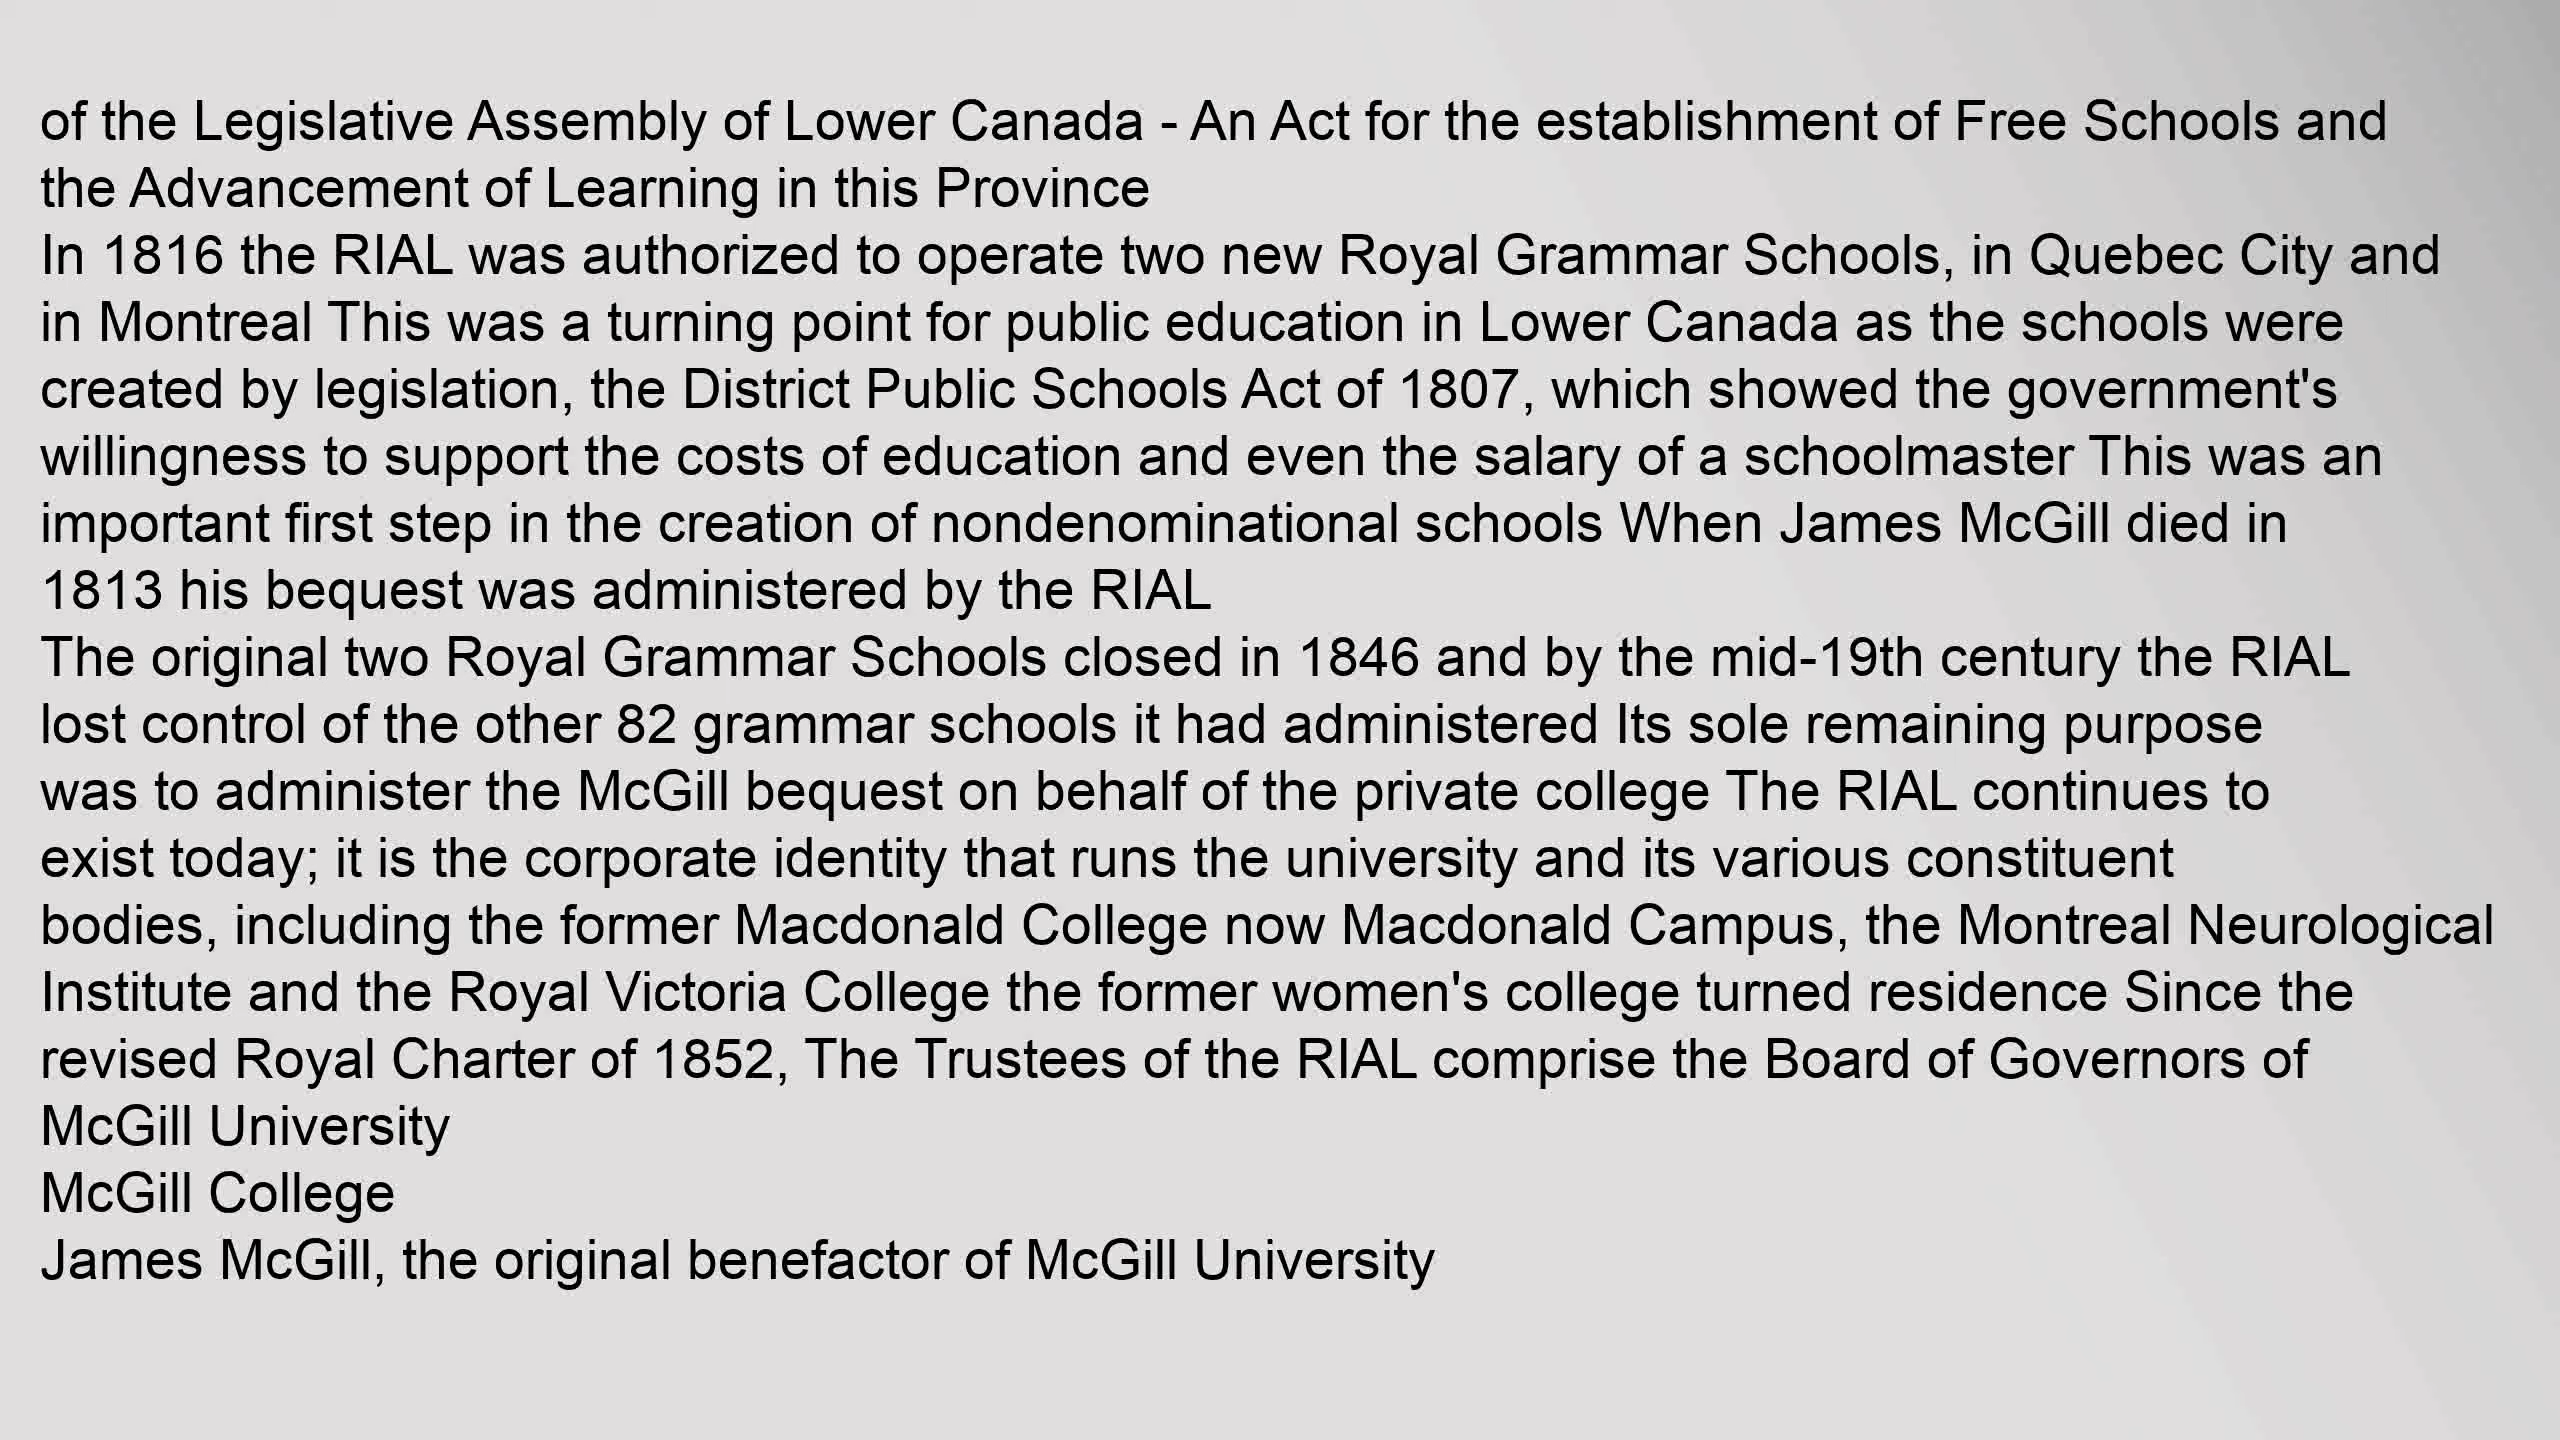 of the Legislative Assembly of Lower Canada - An Act for the establishment of Free Schools and
the Advancement of Learning in this Province
In 1816 the RIAL was authorized to operate two new Royal Grammar Schools, in Quebec City and
in Montreal This was a turning point for public education in Lower Canada as the schools were
created by legislation, the District Public Schools Act of 1807, which showed the government's
willingness to support the costs of education and even the salary of a schoolmaster This was an
important first step in the creation of nondenominational schools When James McGill died in
1813 his bequest was administered by the RIAL
The original two Royal Grammar Schools closed in 1846 and by the mid-19th century the RIAL
lost control of the other 82 grammar schools it had administered Its sole remaining purpose
was to administer the McGill bequest on behalf of the private college The RIAL continues to
exist today; it is the corporate identity that runs the university and its various constituent
bodies, including the former Macdonald College now Macdonald Campus, the Montreal Neurological
Institute and the Royal Victoria College the former women's college turned residence Since the
revised Royal Charter of 1852, The Trustees of the RIAL comprise the Board of Governors of
McGill University
McGill College
James McGill, the original benefactor of McGill University